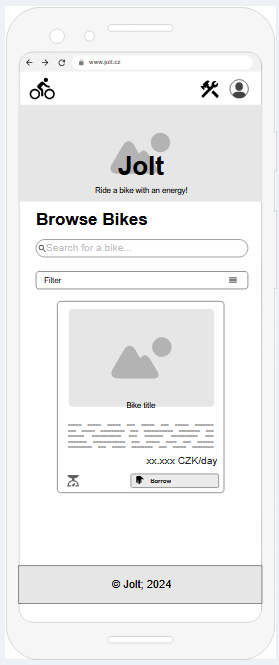 www.jolt.cz
Jolt
Ride a bike with an energy!
Browse Bikes
Search for a bike...
Filter
Bike title
xx.xxx CZK/day
Borrow
© Jolt; 2024